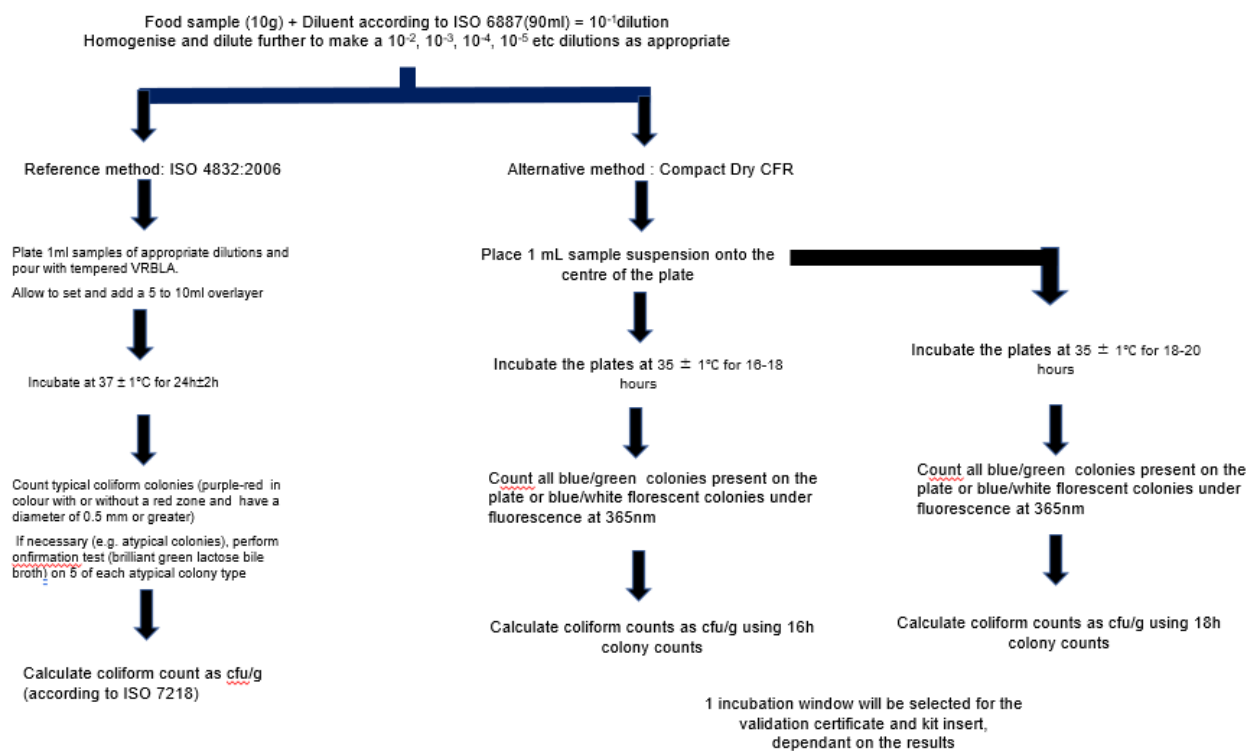 Food sample (10g) + Diluent according to ISO 6887(90ml) = 10-1dilution
Homogenise and dilute further to make a 10-2, 10-3, 10-4, 10-5 etc dilutions as appropriate
Reference method: ISO 4832:2006
Plate 1ml samples of appropriate dilutions and
pour with tempered VRBLA.
Allow to set and add a 5 to 10ml overlayer
Incubate at 37 ± 1°C for 24h±2h
Count typical coliform colonies (purple-red in
colour with or without a red zone and have a
diameter of 0.5 mm or greater)
If necessary (e.g. atypical colonies), perform
onfirmation test (brilliant green lactose bile
broth) on 5 of each atypical colony type
Calculate coliform count as cfu/g
(according to ISO 7218)
Alternative method : Compact Dry CFR
Place 1 mL sample suspension onto the
centre of the plate
Incubate the plates at 35 ± 1°C for 16-18
hours
Count all blue/green colonies present on the
plate or blue/white florescent colonies under
fluorescence at 365nm
Calculate coliform counts as cfu/g using 16h
colony counts
Incubate the plates at 35 ± 1°C for 18-20
hours
Count all blue/green colonies present on the
plate or blue/white florescent colonies under
fluorescence at 365nm
Calculate coliform counts as cfu/g using 18h
colony counts
1 incubation window will be selected for the
validation certificate and kit insert,
dependant on the results